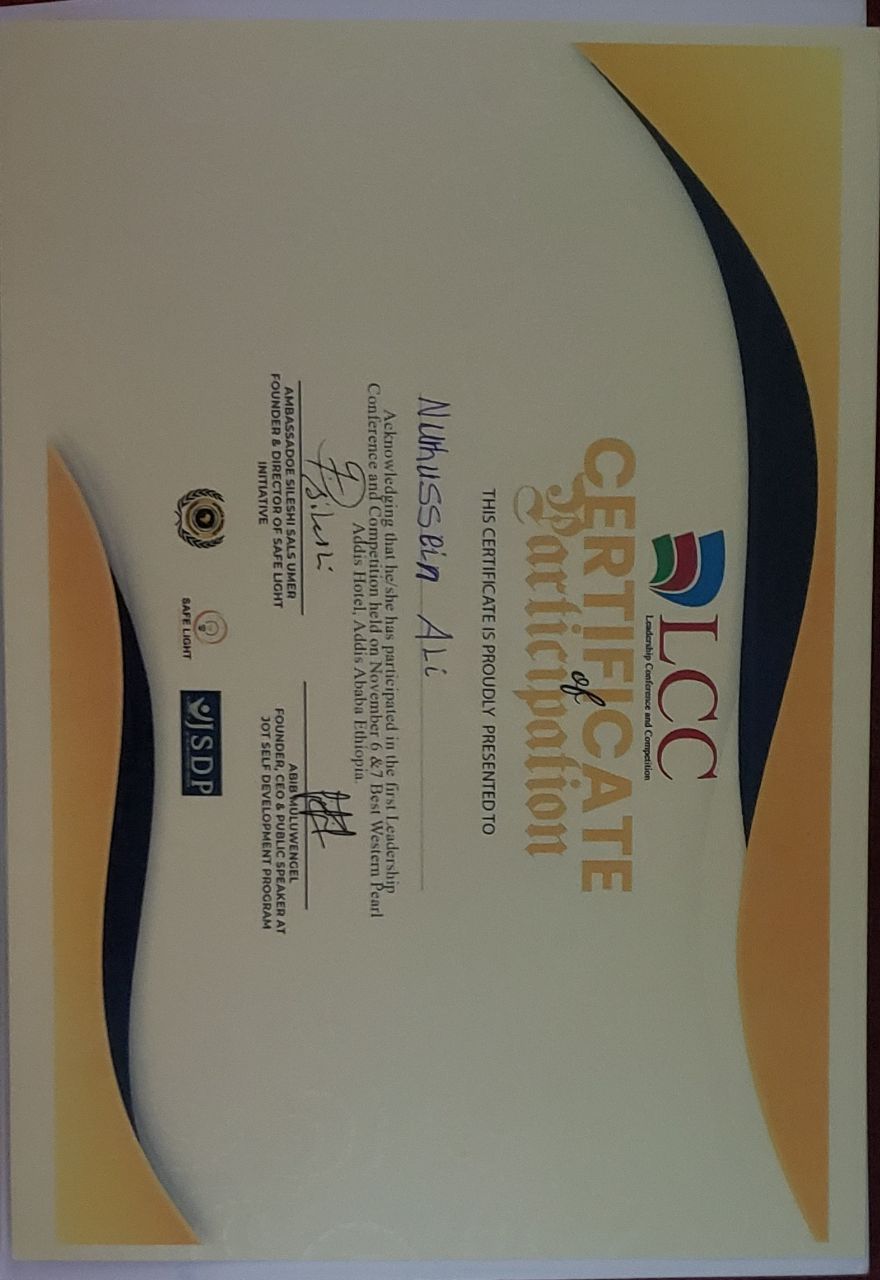 LCC
Leadership Conference and Competition
CERTIFICATE
of
Participation
THIS CERTIFICATE IS PROUDLY PRESENTED TO
Nurhussein ALi
Acknowledging that he/she has participated in the first Leadership
Conference and Competition held on November 6 &7 Best Western Pearl
Addis Hotel, Addis Ababa Ethiopia.
Sileshi
AMBASSADOE SILESHI SALS UMER
FOUNDER & DIRECTOR OF SAFE LIGHT
INITIATIVE
ABIB MULUWENGEL
FOUNDER, CEO & PUBLIC SPEAKER AT
JOT SELF DEVELOPMENT PROGRAM
SAFE LIGHT
JSDP